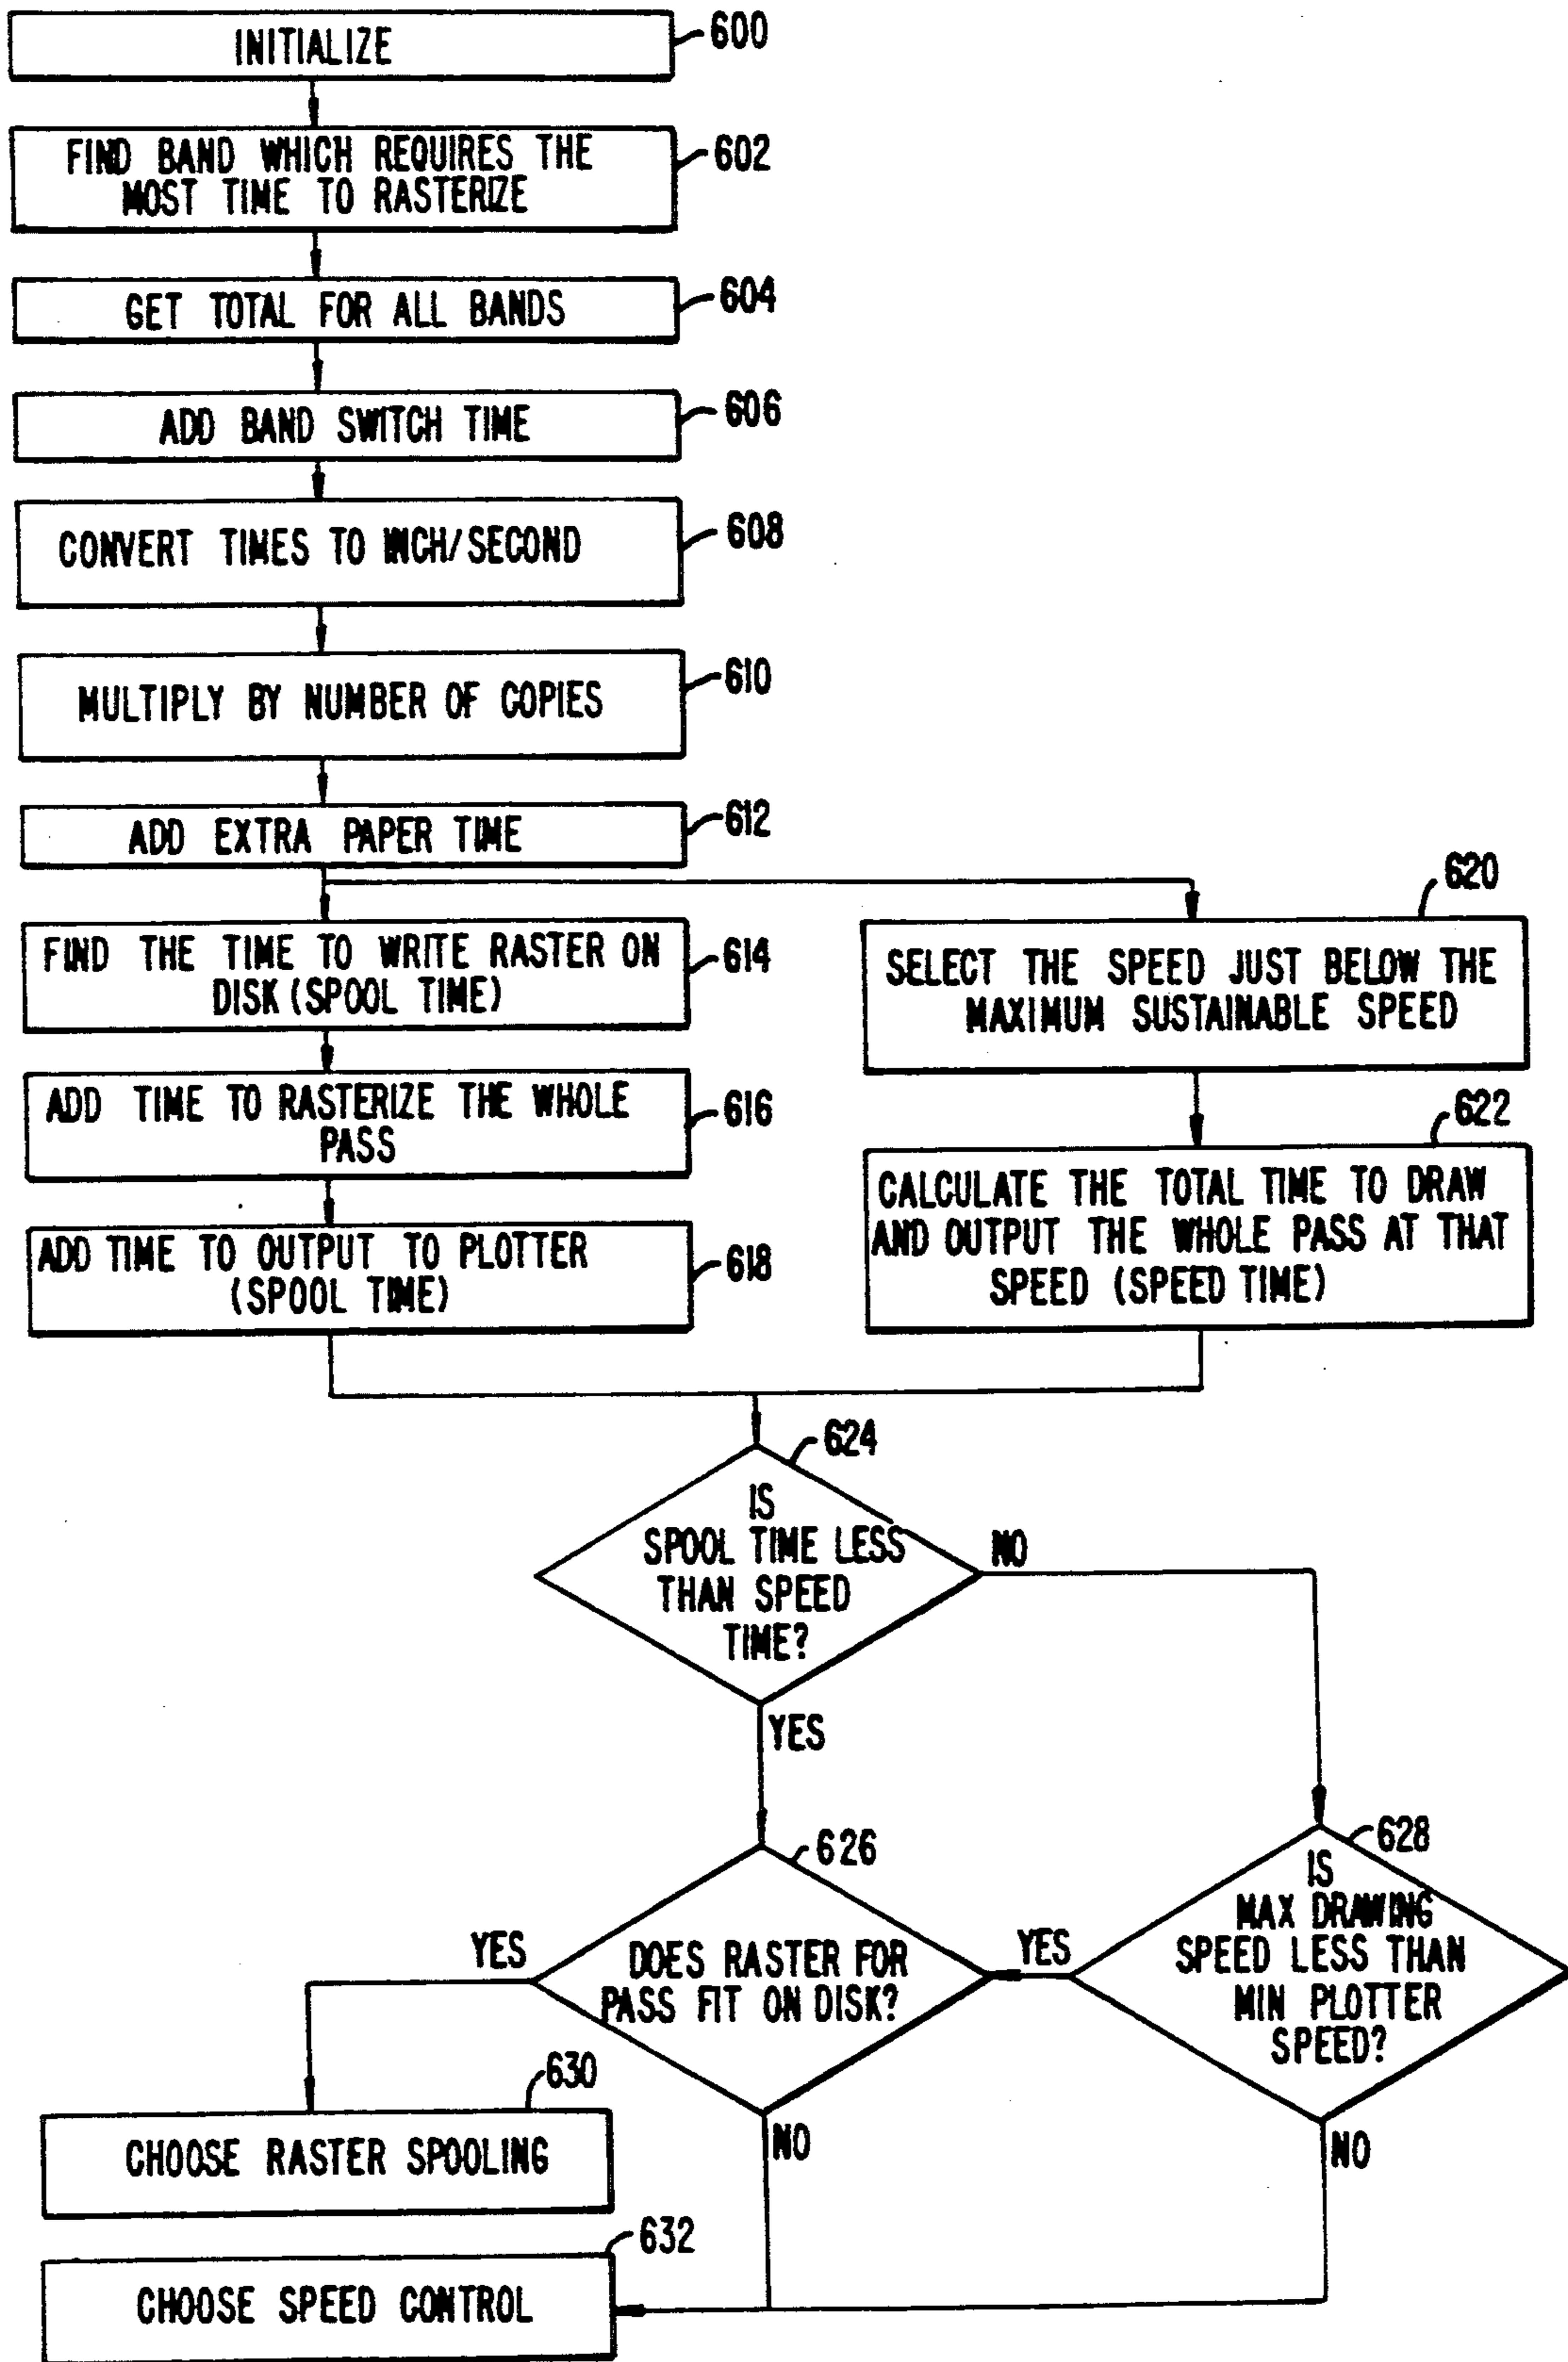 INITIALIZE
600
FIND BAND WHICH REQUIRES THE
MOST TIME TO RASTERIZE
602
GET TOTAL FOR ALL BANDS
604
ADD BAND SWITCH TIME
606
CONVERT TIMES TO INCH/SECOND
608
MULTIPLY BY NUMBER OF COPIES
610
ADD EXTRA PAPER TIME
612
FIND THE TIME TO WRITE RASTER ON
DISK (SPOOL TIME)
614
ADD TIME TO RASTERIZE THE WHOLE
PASS
616
ADD TIME TO OUTPUT TO PLOTTER
(SPOOL TIME)
618
620
SELECT THE SPEED JUST BELOW THE
MAXIMUM SUSTAINABLE SPEED
622
CALCULATE THE TOTAL TIME TO DRAW
AND OUTPUT THE WHOLE PASS AT THAT
SPEED (SPEED TIME)
624
IS
SPOOL TIME LESS
THAN SPEED
TIME?
NO
YES
626
DOES RASTER FOR
PASS FIT ON DISK?
YES
NO
628
IS
MAX DRAWING
SPEED LESS THAN
MIN PLOTTER
SPEED?
YES
NO
630
CHOOSE RASTER SPOOLING
632
CHOOSE SPEED CONTROL